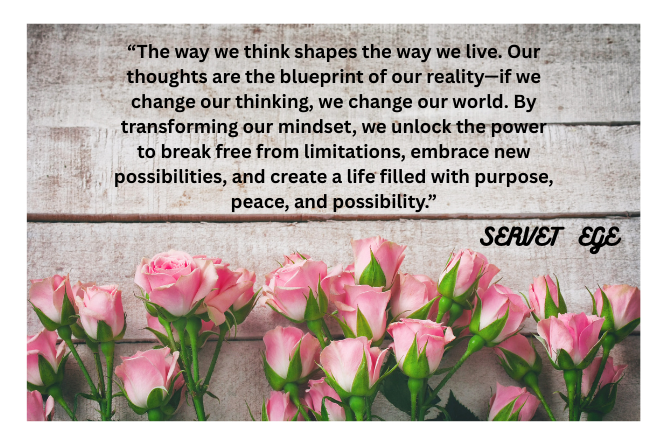 “The way we think shapes the way we live. Our
thoughts are the blueprint of our reality—if we
change our thinking, we change our world. By
transforming our mindset, we unlock the power
to break free from limitations, embrace new
possibilities, and create a life filled with purpose,
peace, and possibility.”
SERVET EGE